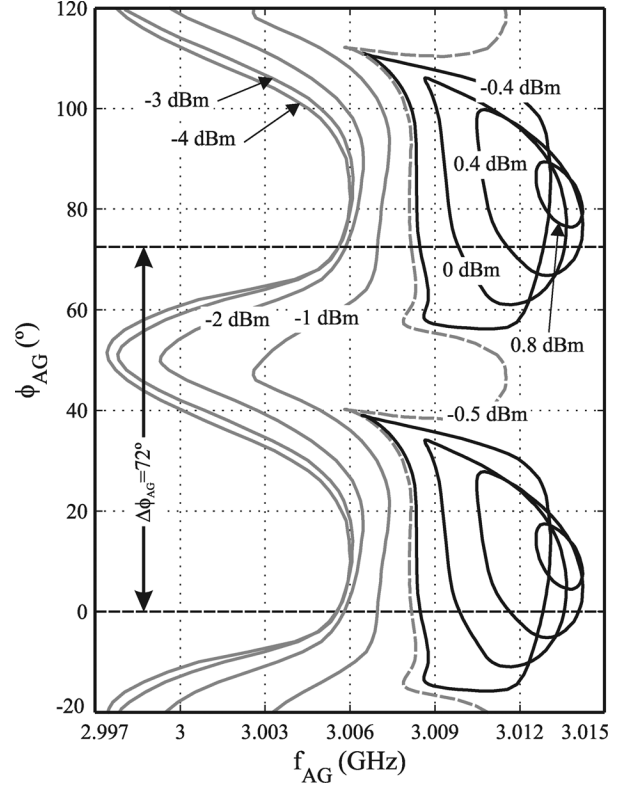 120
100
80
60
40
20
0
-20
ϕAG (º)
-3 dBm
-4 dBm
-0.4 dBm
0.4 dBm
0 dBm
-2 dBm
-1 dBm
0.8 dBm
-0.5 dBm
ΔϕAG=72º
2.997
3
3.003
3.006
3.009
3.012
3.015
fAG (GHz)